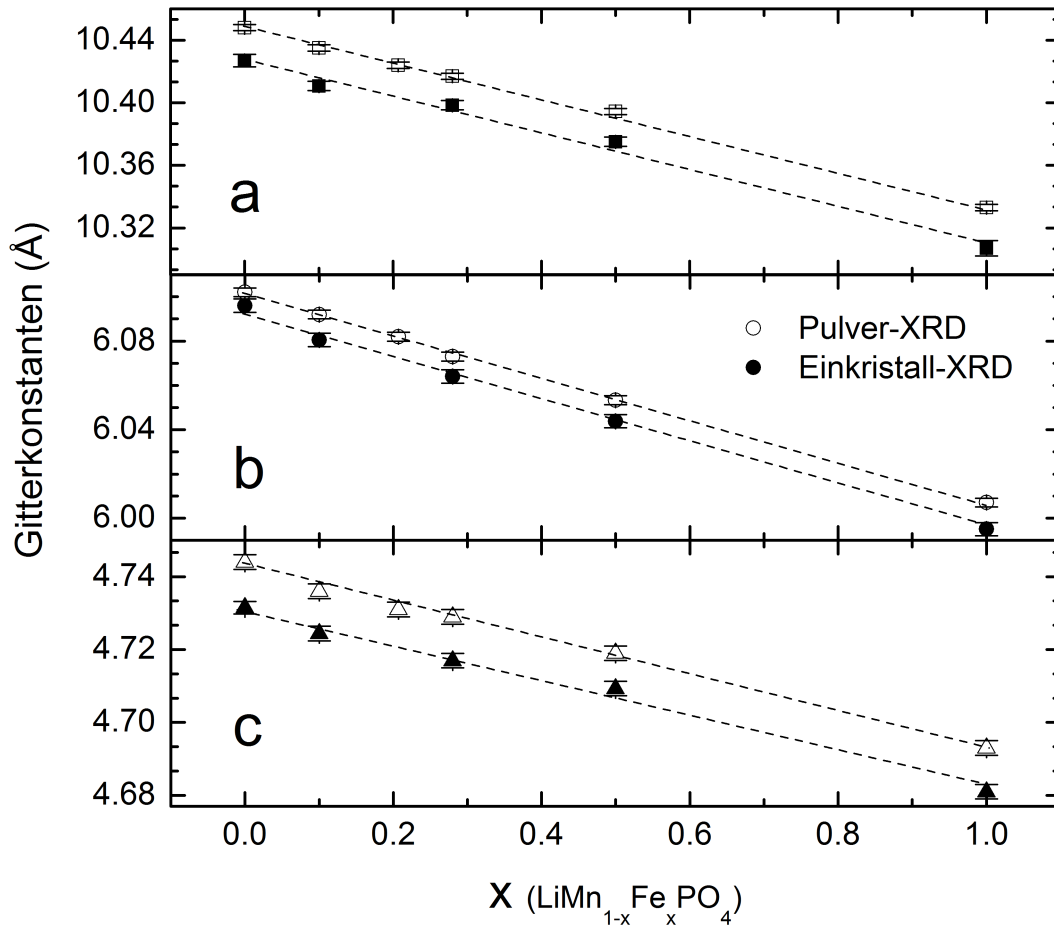 Gitterkonstanten (Å)
10.44
10.40
10.36
10.32
a
6.08
6.04
6.00
b
Pulver-XRD
Einkristall-XRD
4.74
4.72
4.70
4.68
c
0.0 0.2 0.4 0.6 0.8 1.0
x (LiMn₁₋ₓFeₓPO₄)